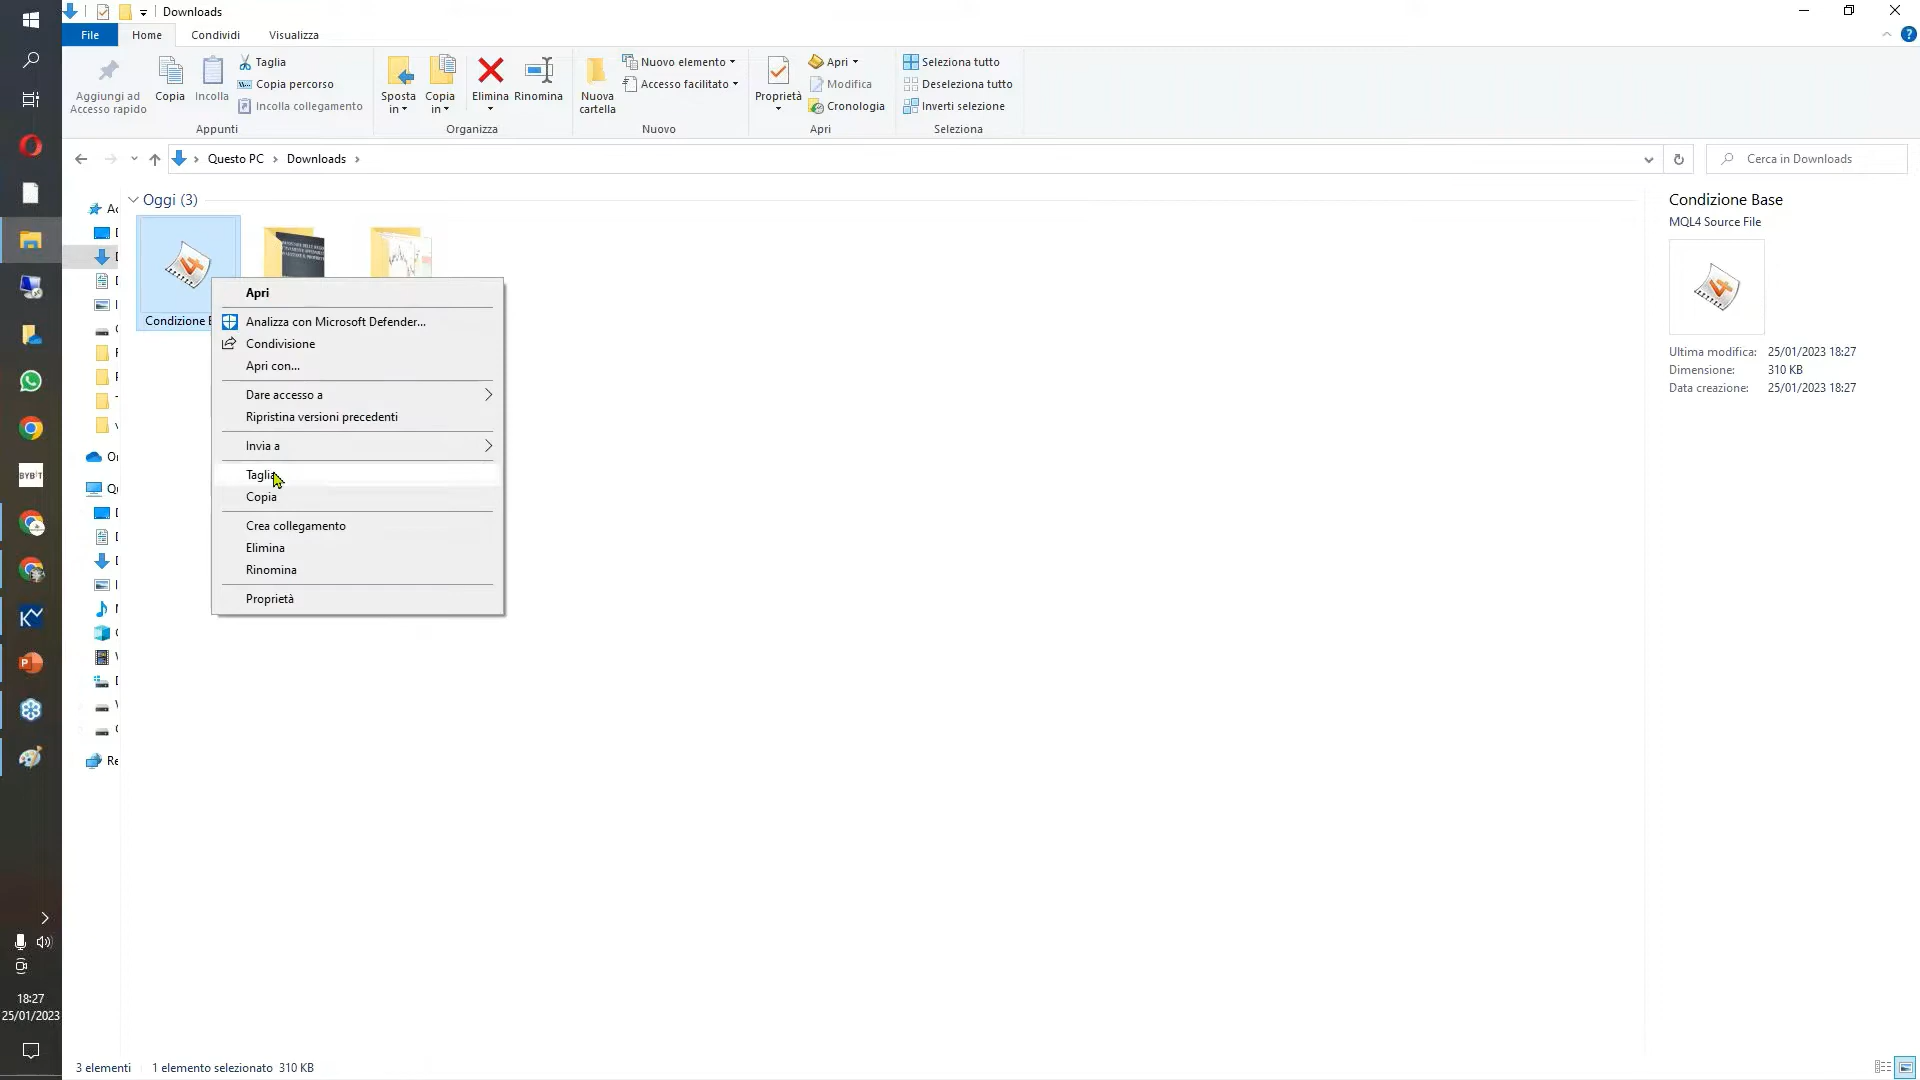 Downloads
File
Home
Condividi
Visualizza
Aggiungi ad
Accesso rapido
Copia
Incolla
Taglia
Copia percorso
Incolla collegamento
Appunti
Sposta
in
Copia
in
Elimina
Rinomina
Organizza
Nuova
cartella
Nuovo elemento
Accesso facilitato
Nuovo
Proprietà
Apri
Modifica
Cronologia
Apri
Seleziona tutto
Deseleziona tutto
Inverti selezione
Seleziona
Questo PC
Downloads
Cerca in Downloads
Oggi (3)
Condizione
Apri
Analizza con Microsoft Defender...
Condivisione
Apri con...
Dare accesso a
Ripristina versioni precedenti
Invia a
Taglia
Copia
Crea collegamento
Elimina
Rinomina
Proprietà
Condizione Base
MQL4 Source File
Ultima modifica: 25/01/2023 18:27
Dimensione: 310 KB
Data creazione: 25/01/2023 18:27
BYBIT
18:27
25/01/2023
3 elementi
1 elemento selezionato 310 KB